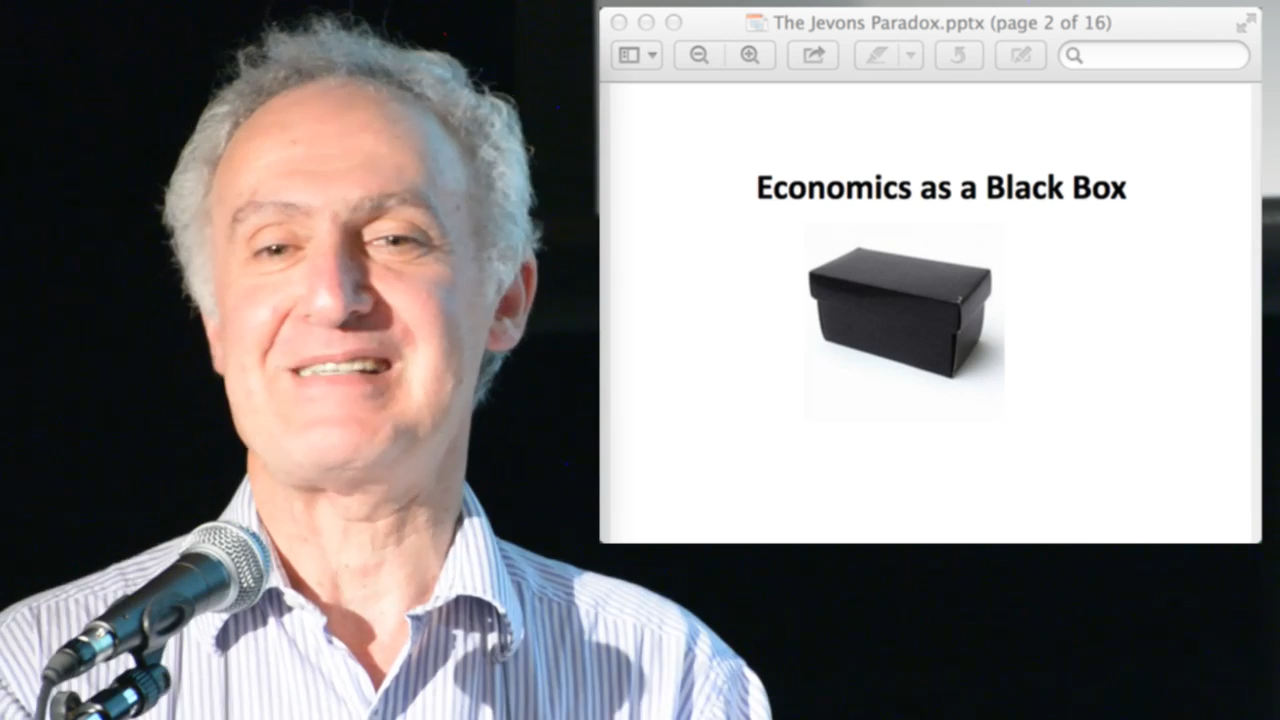 The Jevons Paradox.pptx (page 2 of 16)
Economics as a Black Box